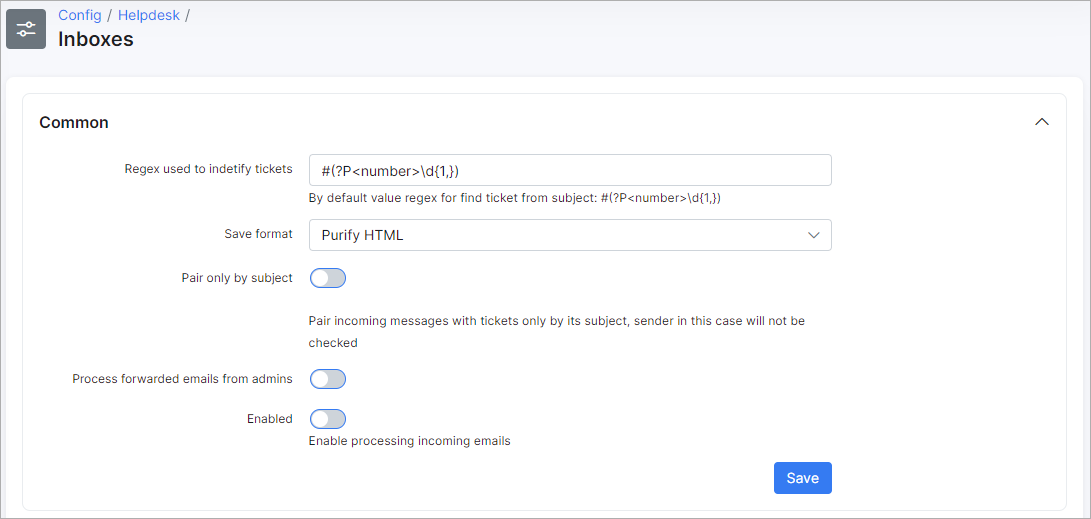 Config / Helpdesk /
Inboxes
Common
Regex used to indetify tickets
#(?P<number>\d{1,})
By default value regex for find ticket from subject: #(?P<number>\d{1,})
Save format
Purify HTML
Pair only by subject
Pair incoming messages with tickets only by its subject, sender in this case will not be
checked
Process forwarded emails from admins
Enabled
Enable processing incoming emails
Save